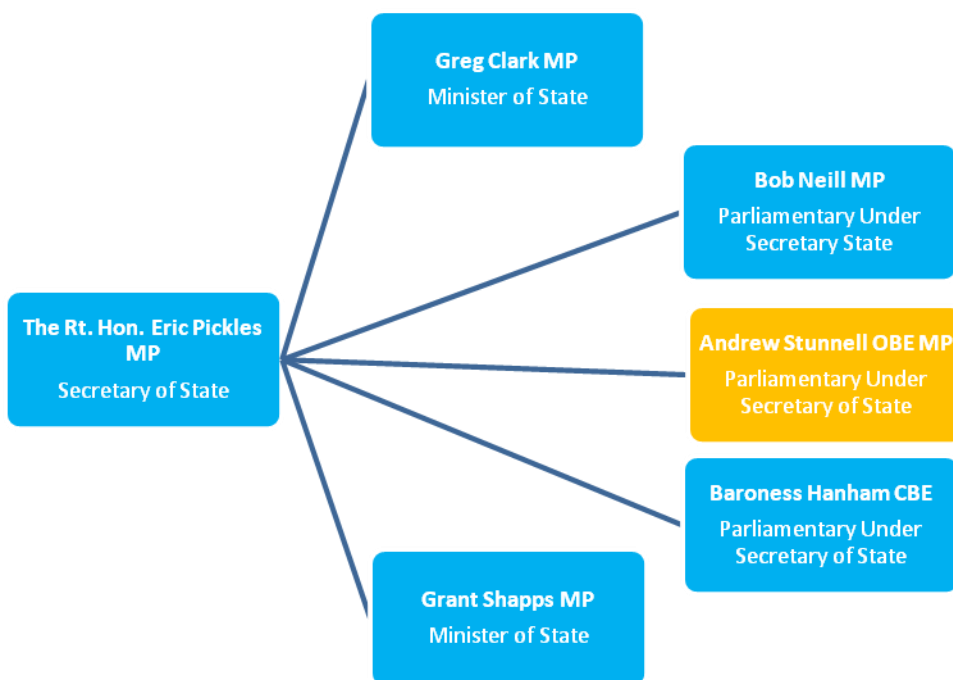 Greg Clark MP
Minister of State
Bob Neill MP
Parliamentary Under
Secretary State
The Rt. Hon. Eric Pickles
MP
Secretary of State
Andrew Stunnell OBE MP
Parliamentary Under
Secretary of State
Baroness Hanham CBE
Parliamentary Under
Secretary of State
Grant Shapps MP
Minister of State